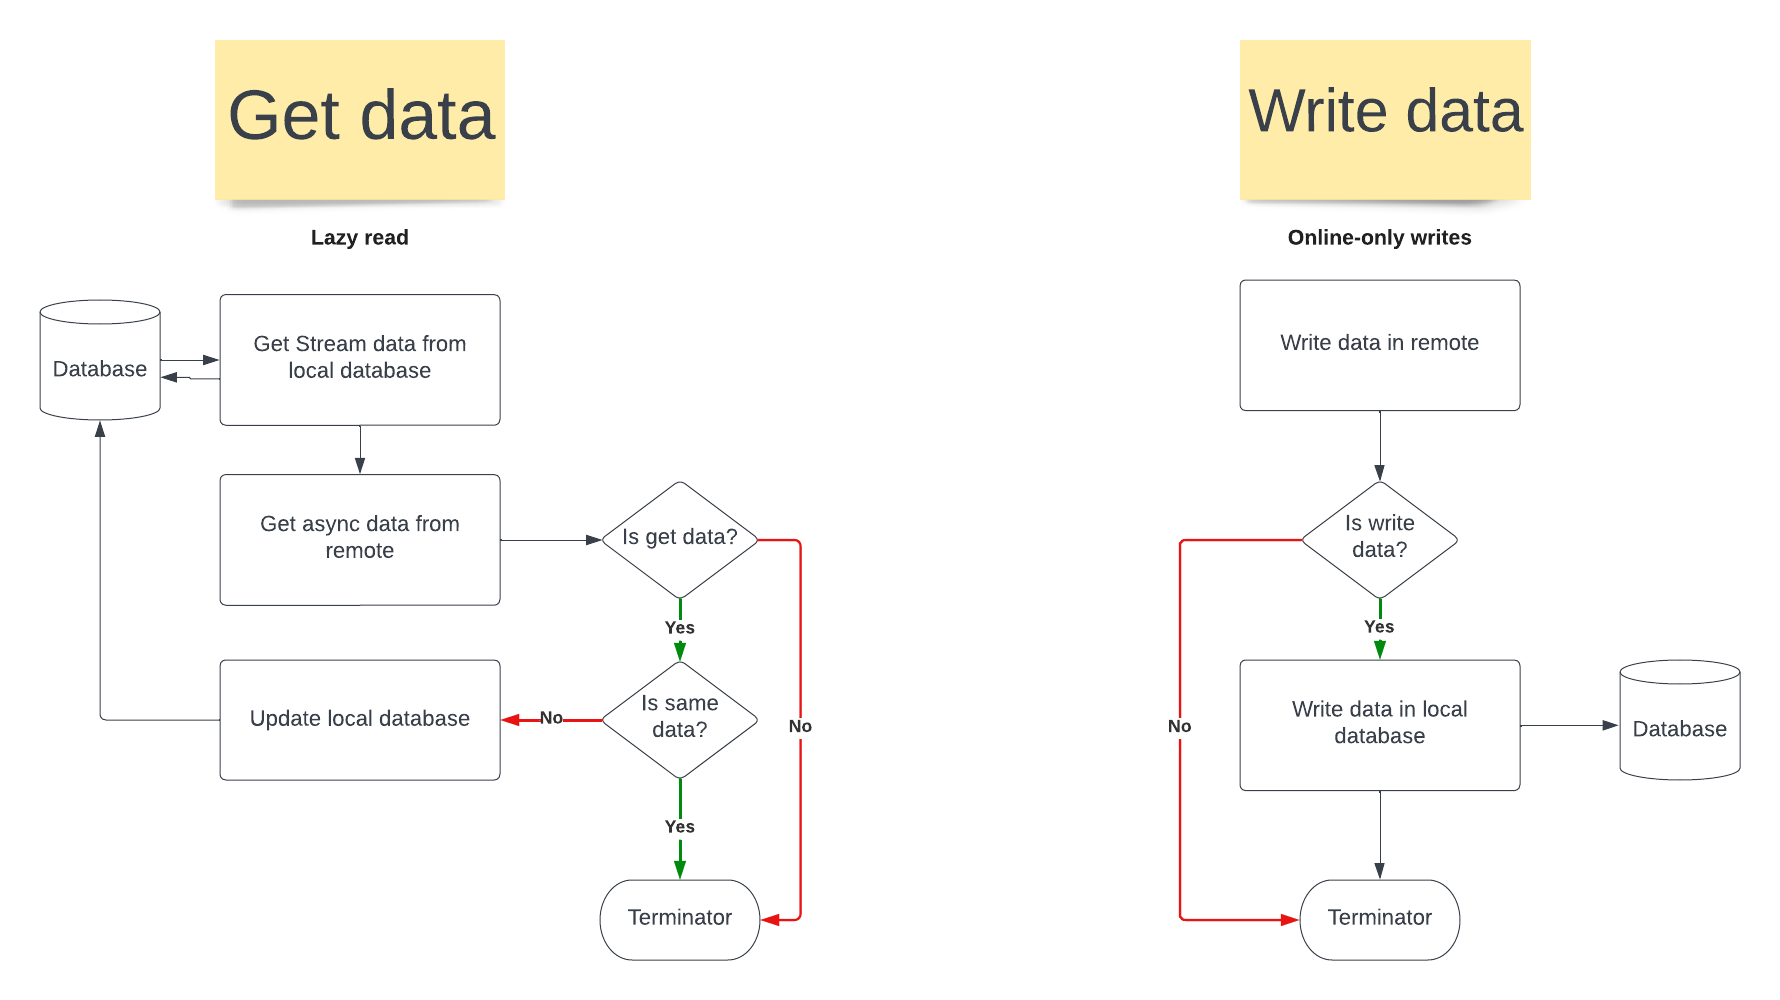 Get data
Lazy read
Database
Get Stream data from
local database
Get async data from
remote
Is get data?
Yes
Update local database
No
Is same
data?
No
Yes
Terminator
Write data
Online-only writes
Write data in remote
Is write
data?
Yes
No
Write data in local
database
Database
Terminator